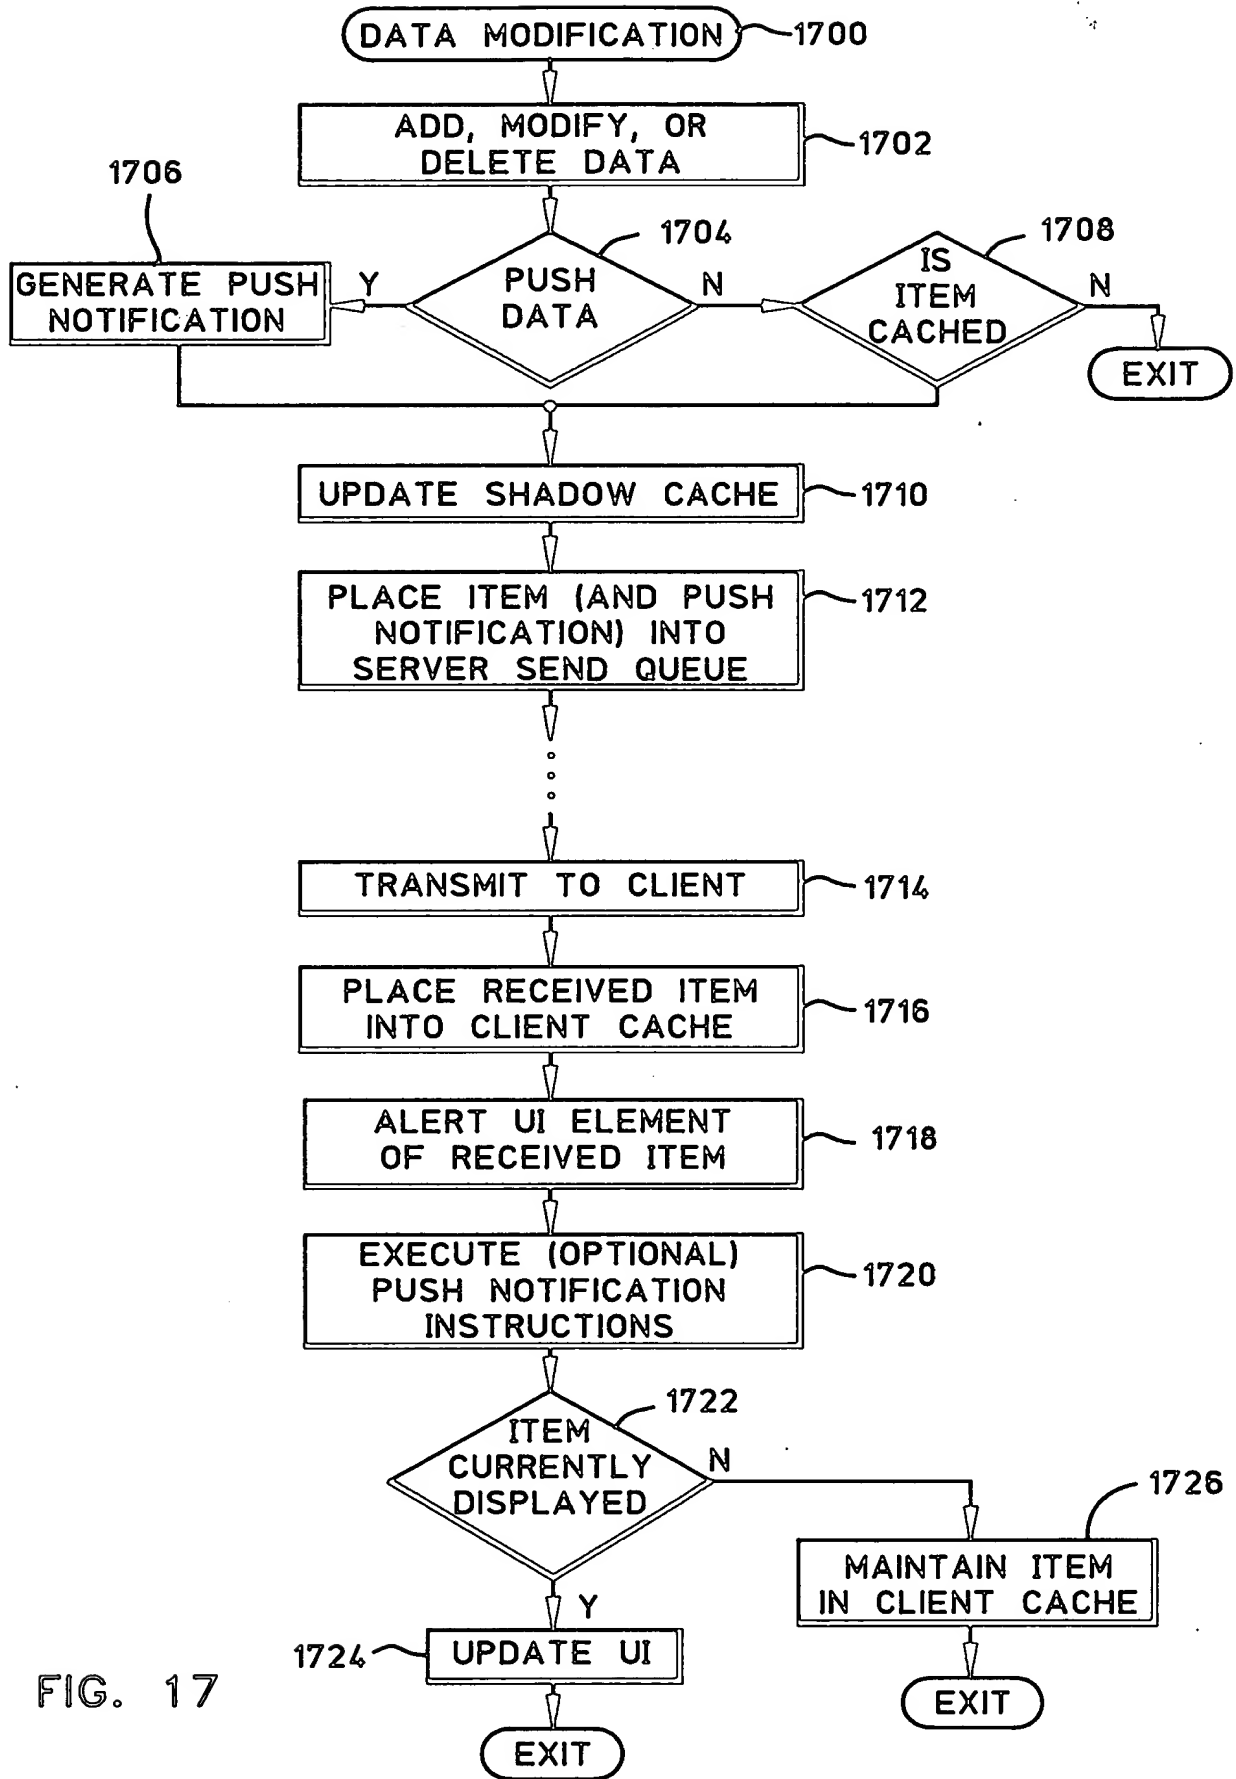 DATA MODIFICATION
1700
ADD, MODIFY, OR
DELETE DATA
1702
1706
GENERATE PUSH
NOTIFICATION
Y
1704
PUSH
DATA
N
1708
IS
ITEM
CACHED
N
EXIT
UPDATE SHADOW CACHE
1710
PLACE ITEM (AND PUSH
NOTIFICATION) INTO
SERVER SEND QUEUE
1712
TRANSMIT TO CLIENT
1714
PLACE RECEIVED ITEM
INTO CLIENT CACHE
1716
ALERT UI ELEMENT
OF RECEIVED ITEM
1718
EXECUTE (OPTIONAL)
PUSH NOTIFICATION
INSTRUCTIONS
1720
1722
ITEM
CURRENTLY
DISPLAYED
N
1726
MAINTAIN ITEM
IN CLIENT CACHE
EXIT
Y
1724
UPDATE UI
EXIT
FIG. 17